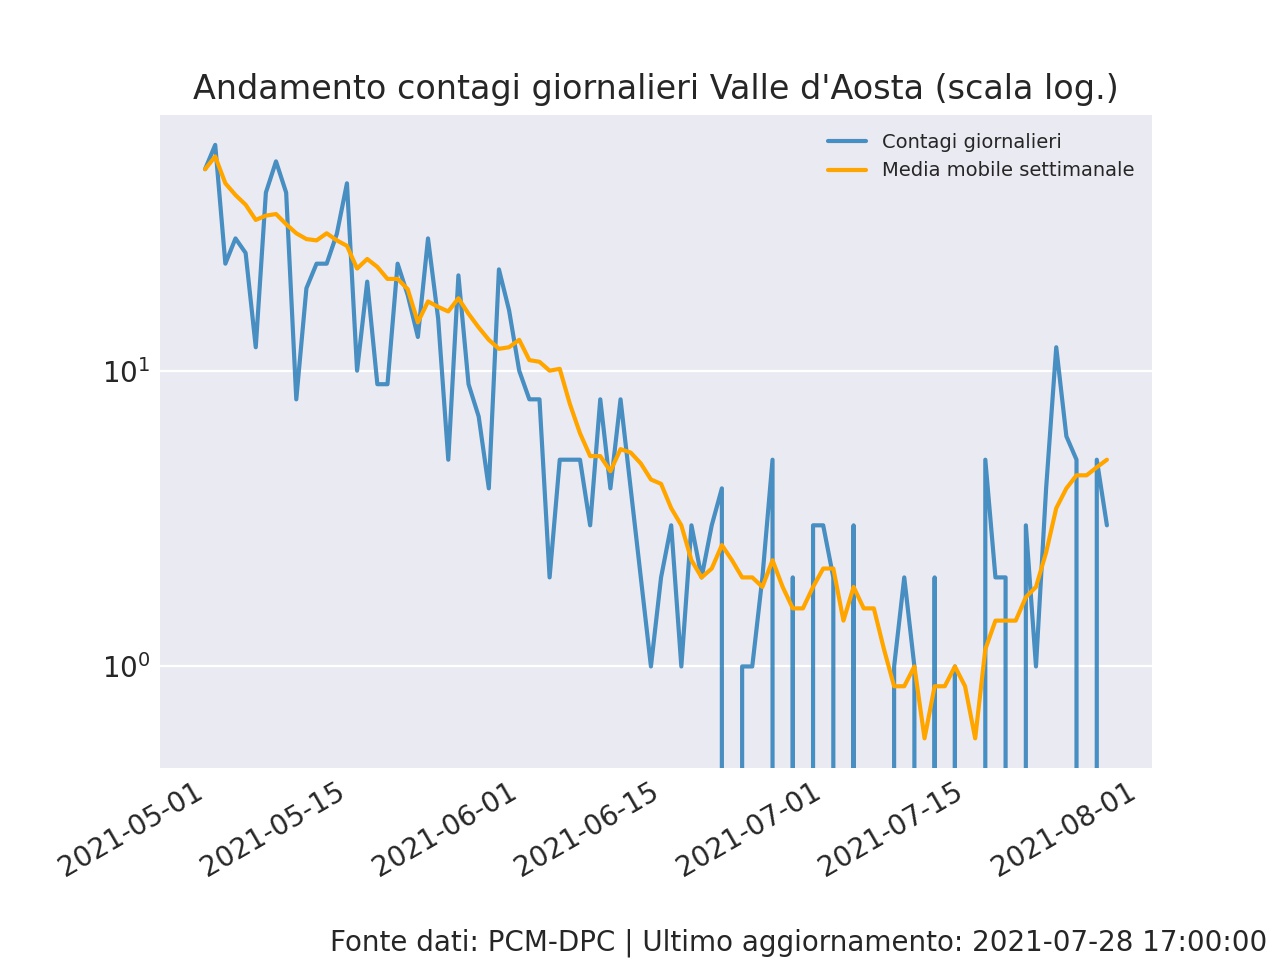 Andamento contagi giornalieri Valle d'Aosta (scala log.)
Contagi giornalieri
Media mobile settimanale
10¹
10⁰
2021-05-01
2021-05-15
2021-06-01
2021-06-15
2021-07-01
2021-07-15
2021-08-01
Fonte dati: PCM-DPC | Ultimo aggiornamento: 2021-07-28 17:00:00